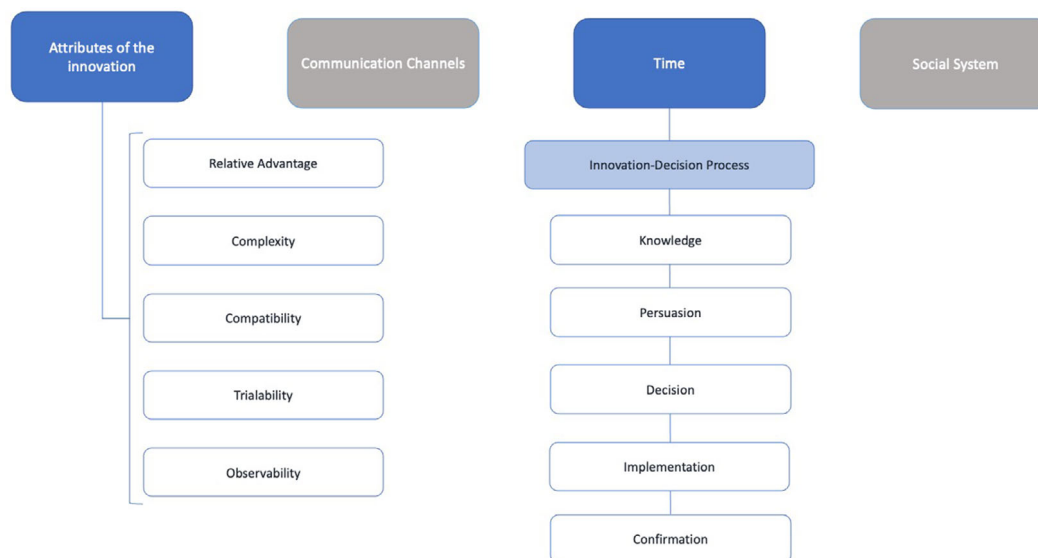 Attributes of the
innovation
Communication Channels
Time
Social System
Relative Advantage
Complexity
Compatibility
Trialability
Observability
Innovation-Decision Process
Knowledge
Persuasion
Decision
Implementation
Confirmation